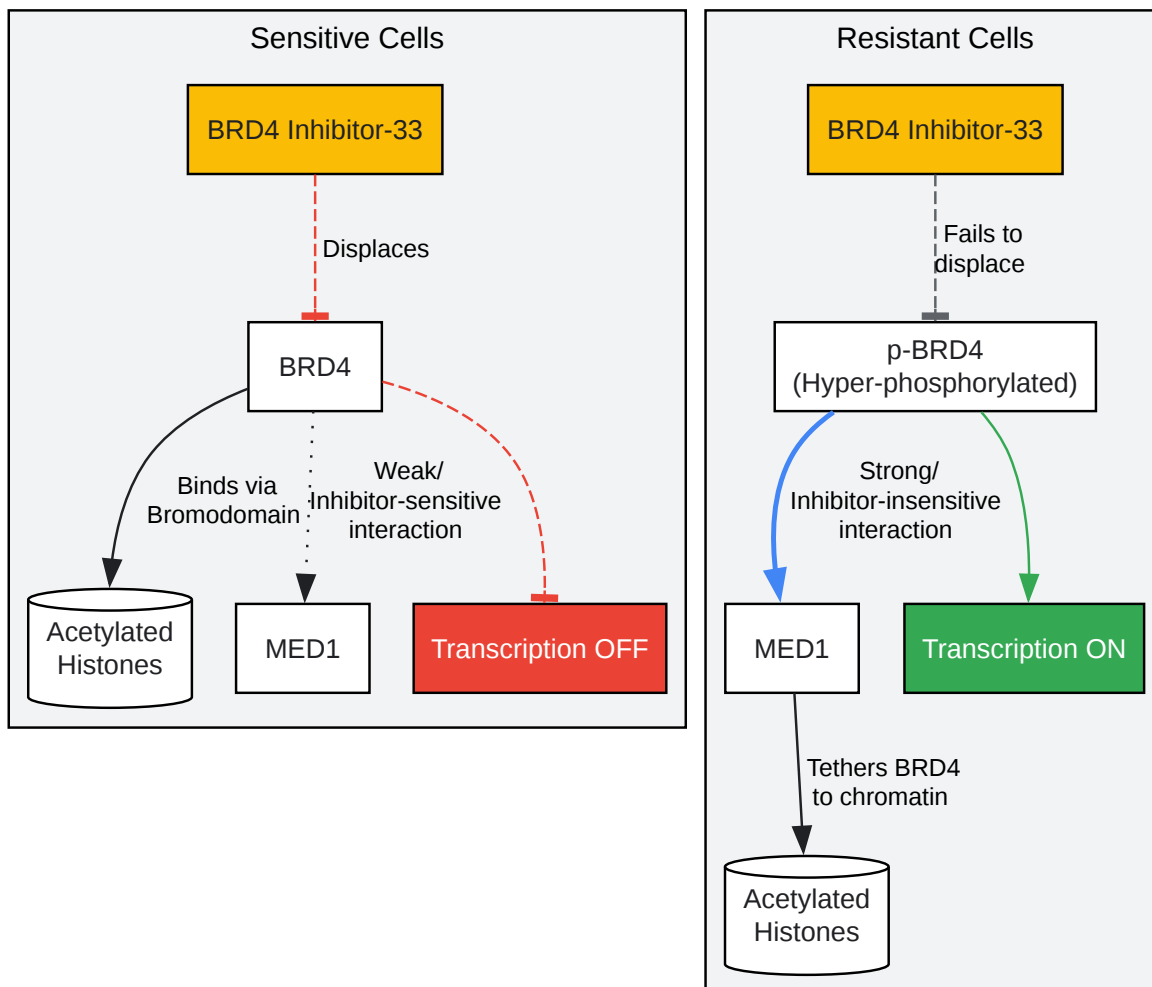 Sensitive Cells
BRD4 Inhibitor-33
Displaces
BRD4
Binds via
Bromodomain
Weak/
Inhibitor-sensitive
interaction
Acetylated
Histones
MED1
Transcription OFF
Resistant Cells
BRD4 Inhibitor-33
Fails to
displace
p-BRD4
(Hyper-phosphorylated)
Strong/
Inhibitor-insensitive
interaction
MED1
Transcription ON
Tethers BRD4
to chromatin
Acetylated
Histones